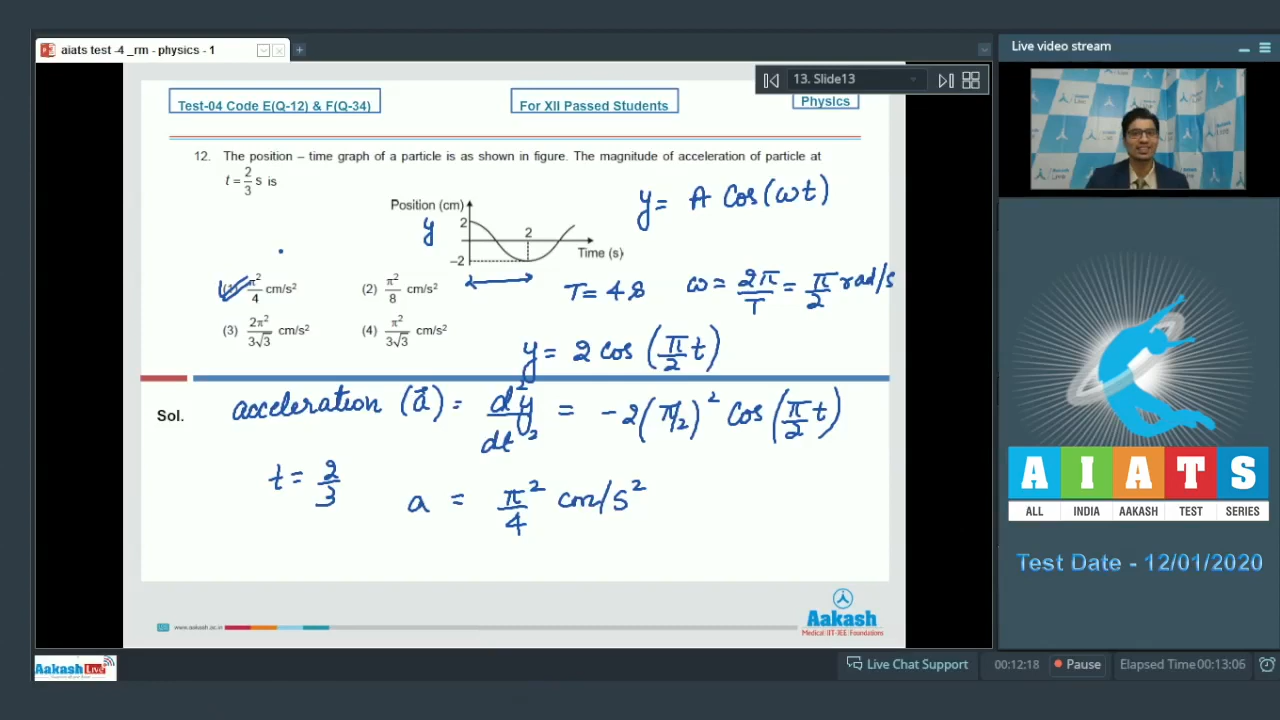 aiats test -4 _rm - physics - 1
Live video stream
13. Slide13
Test-04 Code E(Q-12) & F(Q-34)
For XII Passed Students
Physics
12. The position – time graph of a particle is as shown in figure. The magnitude of acceleration of particle at
t = 2/3 s is
Position (cm)
y
2
2
–2
Time (s)
y = A Cos(ωt)
T = 4 s ω = 2π/T = π/2 rad/s
(1) π²/4 cm/s² (2) π²/8 cm/s²
(3) 2π²/3√3 cm/s² (4) π²/3√3 cm/s²
y = 2 cos (π/2 t)
Sol. acceleration (a⃗) = d²y/dt² = -2(π/2)² Cos(π/2 t)
t = 2/3 a = π²/4 cm/s²
A I A T S
ALL INDIA AAKASH TEST SERIES
Test Date - 12/01/2020
www.aakash.ac.in
Aakash
Medical|IIT-JEE|Foundations
Aakash Live
Live Chat Support
00:12:18
Pause
Elapsed Time 00:13:06